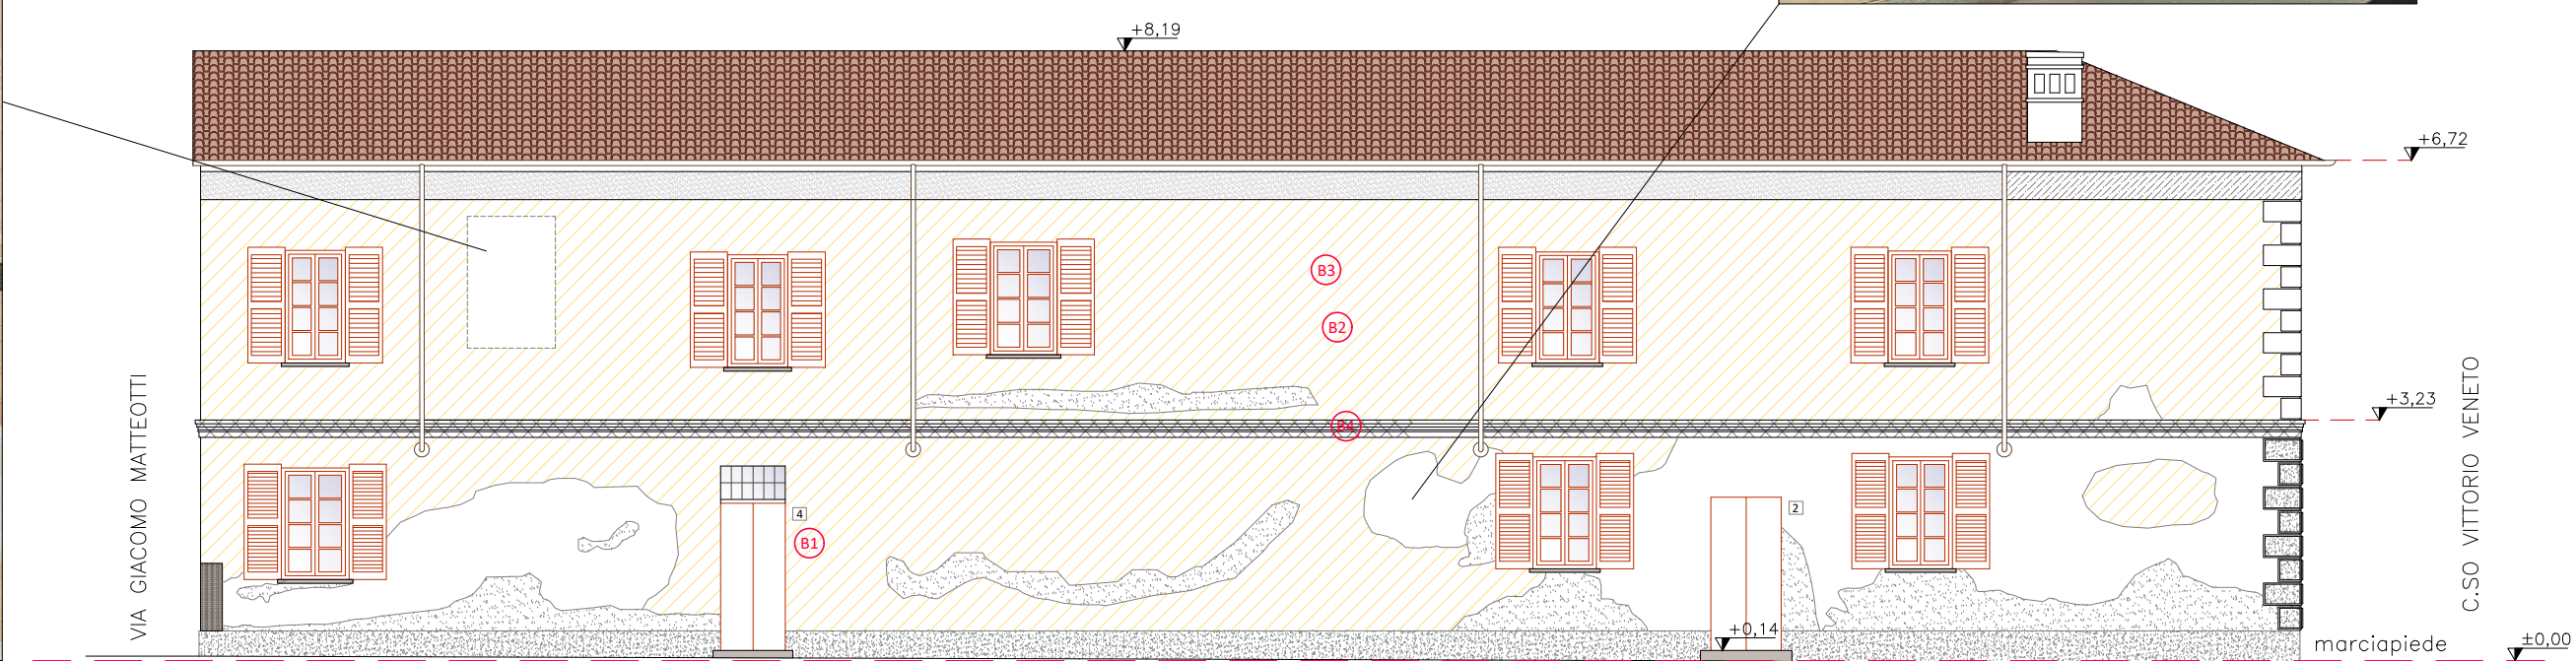 +8,19
+6,72
B3
B2
VIA GIACOMO MATTEOTTI
C.SO VITTORIO VENETO
+3,23
B4
4
2
B1
+0,14
marciapiede
±0,00